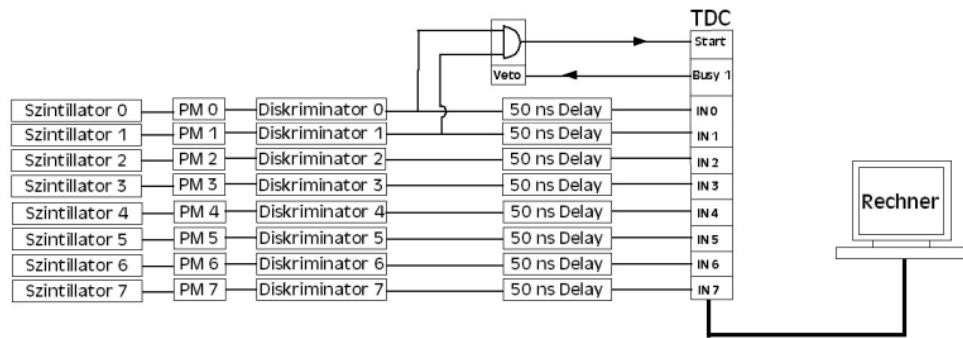 TDC
Start
Veto
Busy 1
Szintillator 0 PM 0 Diskriminator 0 50 ns Delay IN 0
Szintillator 1 PM 1 Diskriminator 1 50 ns Delay IN 1
Szintillator 2 PM 2 Diskriminator 2 50 ns Delay IN 2
Szintillator 3 PM 3 Diskriminator 3 50 ns Delay IN 3
Szintillator 4 PM 4 Diskriminator 4 50 ns Delay IN 4
Szintillator 5 PM 5 Diskriminator 5 50 ns Delay IN 5
Szintillator 6 PM 6 Diskriminator 6 50 ns Delay IN 6
Szintillator 7 PM 7 Diskriminator 7 50 ns Delay IN 7
Rechner